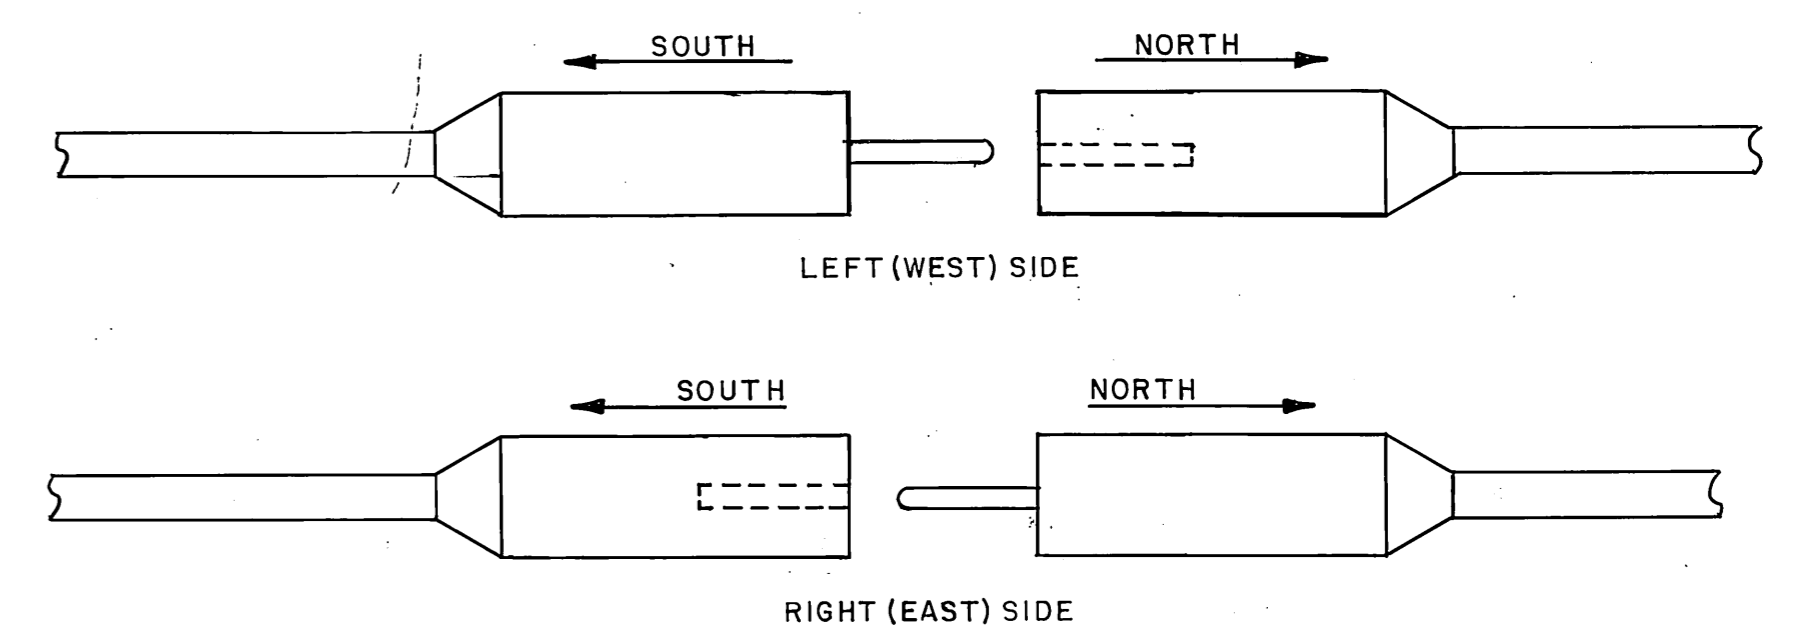 SOUTH NORTH
LEFT (WEST) SIDE
SOUTH NORTH
RIGHT (EAST) SIDE